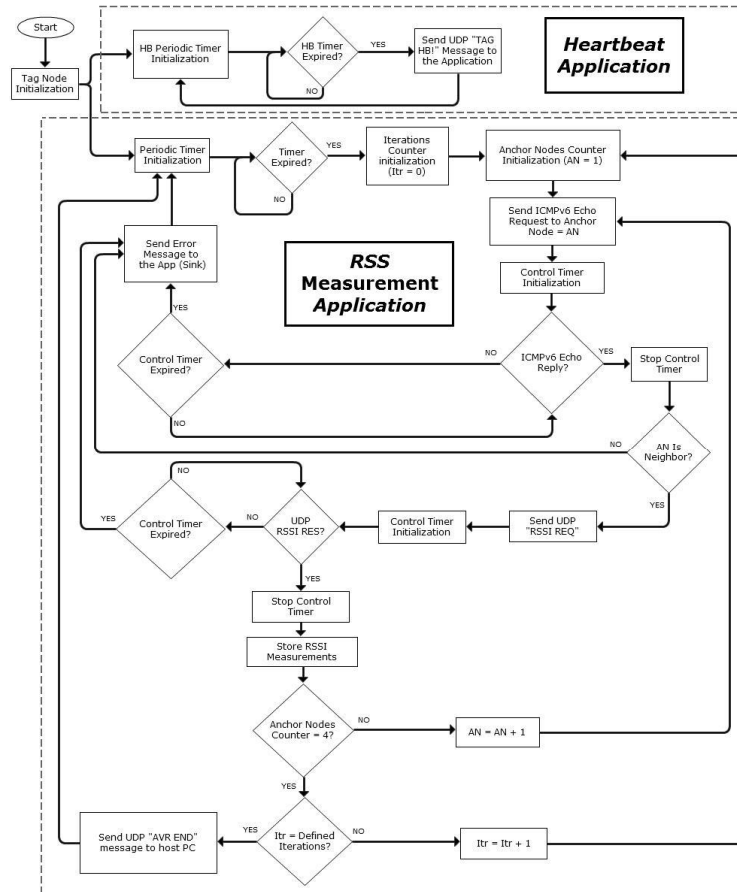 Start
Tag Node
Initialization
HB Periodic Timer
Initialization
HB Timer
Expired?
YES
NO
Send UDP "TAG
HB!" Message to
the Application
Heartbeat
Application
Periodic Timer
Initialization
Timer
Expired?
YES
NO
Iterations
Counter
initialization
(Itr = 0)
Anchor Nodes Counter
Initialization (AN = 1)
Send ICMPv6 Echo
Request to Anchor
Node = AN
Send Error
Message to
the App (Sink)
RSS
Measurement
Application
Control Timer
Initialization
YES
Control Timer
Expired?
NO
NO
ICMPv6 Echo
Reply?
YES
Stop Control
Timer
NO
AN Is
Neighbor?
YES
NO
YES
Control Timer
Expired?
NO
UDP
RSSI RES?
Control Timer
Initialization
Send UDP
"RSSI REQ"
YES
Stop Control
Timer
Store RSSI
Measurements
Anchor Nodes
Counter = 4?
NO
AN = AN + 1
YES
Send UDP "AVR END"
message to host PC
YES
Itr = Defined
Iterations?
NO
Itr = Itr + 1